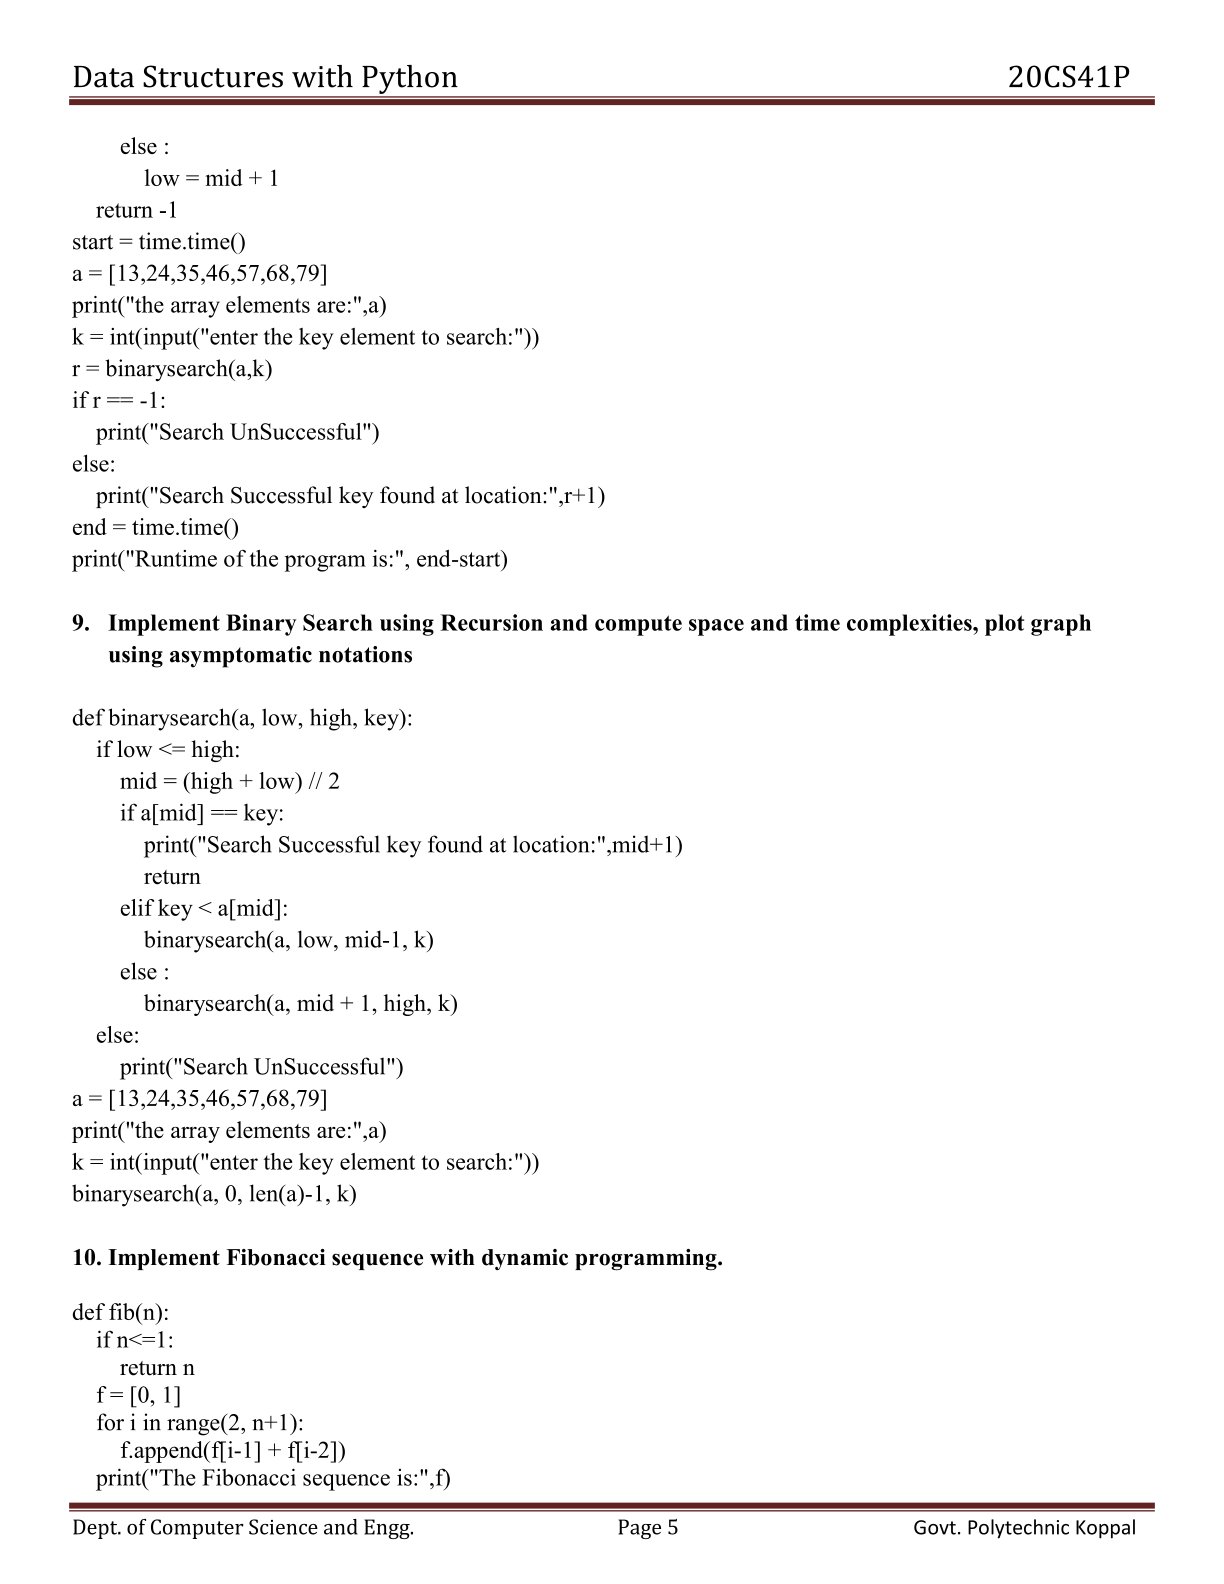 Data Structures with Python 20CS41P
else :
low = mid + 1
return -1
start = time.time()
a = [13,24,35,46,57,68,79]
print("the array elements are:",a)
k = int(input("enter the key element to search:"))
r = binarysearch(a,k)
if r == -1:
print("Search UnSuccessful")
else:
print("Search Successful key found at location:",r+1)
end = time.time()
print("Runtime of the program is:", end-start)
9. Implement Binary Search using Recursion and compute space and time complexities, plot graph
using asymptomatic notations
def binarysearch(a, low, high, key):
if low <= high:
mid = (high + low) // 2
if a[mid] == key:
print("Search Successful key found at location:",mid+1)
return
elif key < a[mid]:
binarysearch(a, low, mid-1, k)
else :
binarysearch(a, mid + 1, high, k)
else:
print("Search UnSuccessful")
a = [13,24,35,46,57,68,79]
print("the array elements are:",a)
k = int(input("enter the key element to search:"))
binarysearch(a, 0, len(a)-1, k)
10. Implement Fibonacci sequence with dynamic programming.
def fib(n):
if n<=1:
return n
f = [0, 1]
for i in range(2, n+1):
f.append(f[i-1] + f[i-2])
print("The Fibonacci sequence is:",f)
Dept. of Computer Science and Engg. Page 5 Govt. Polytechnic Koppal